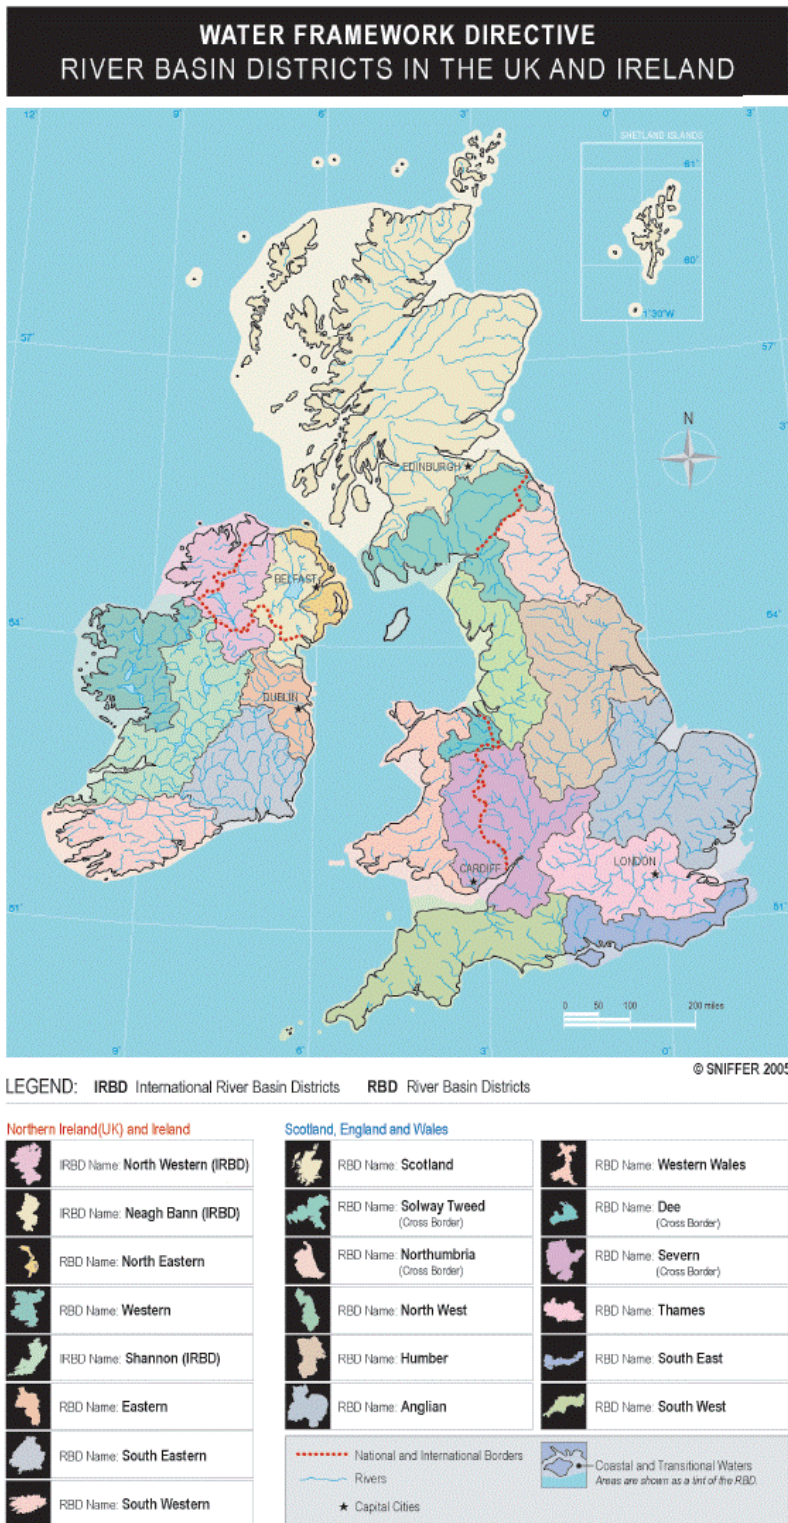 WATER FRAMEWORK DIRECTIVE
RIVER BASIN DISTRICTS IN THE UK AND IRELAND
12° 9° 6° 3° 0° 3°
SHETLAND ISLANDS
61°
60°
1°30"W
57° 57°
N
3°
EDINBURGH
BELFAST
54° 54°
DUBLIN
CARDIFF
LONDON
51° 51°
0 50 100 200 miles
9° 6° 3° 0°
© SNIFFER 2005
LEGEND: IRBD International River Basin Districts RBD River Basin Districts
Northern Ireland(UK) and Ireland
IRBD Name: North Western (IRBD)
IRBD Name: Neagh Bann (IRBD)
RBD Name: North Eastern
RBD Name: Western
IRBD Name: Shannon (IRBD)
RBD Name: Eastern
RBD Name: South Eastern
RBD Name: South Western
Scotland, England and Wales
RBD Name: Scotland
RBD Name: Solway Tweed
(Cross Border)
RBD Name: Northumbria
(Cross Border)
RBD Name: North West
RBD Name: Humber
RBD Name: Anglian
RBD Name: Western Wales
RBD Name: Dee
(Cross Border)
RBD Name: Severn
(Cross Border)
RBD Name: Thames
RBD Name: South East
RBD Name: South West
National and International Borders
Rivers
Capital Cities
Coastal and Transitional Waters
Areas are shown as a tint of the RBD.